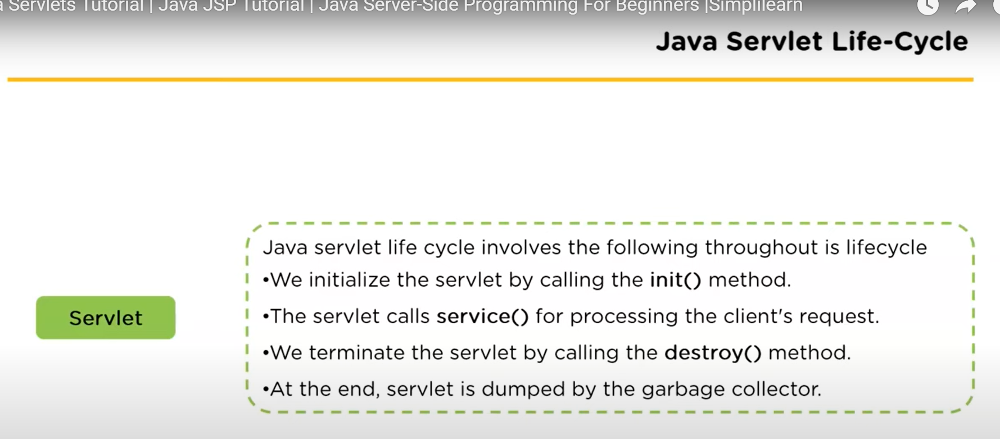 Servlets Tutorial | Java JSP Tutorial | Java Server-Side Programming For Beginners |Simplilearn
Java Servlet Life-Cycle
Java servlet life cycle involves the following throughout is lifecycle
•We initialize the servlet by calling the init() method.
Servlet
•The servlet calls service() for processing the client's request.
•We terminate the servlet by calling the destroy() method.
•At the end, servlet is dumped by the garbage collector.